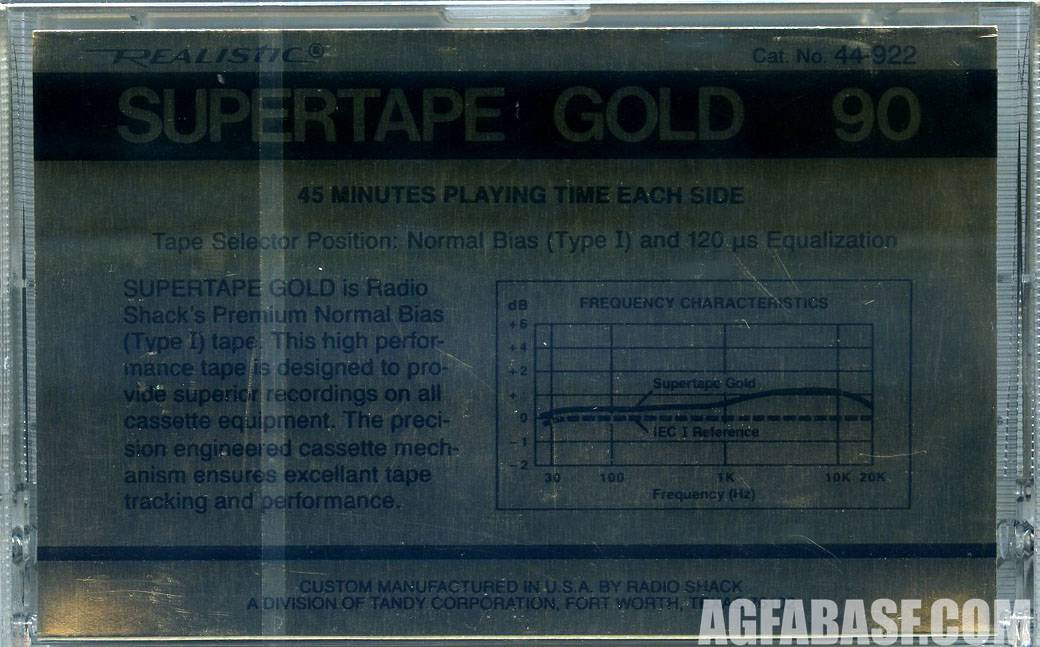 REALISTIC®
Cat. No. 44-922
SUPERTAPE GOLD 90
45 MINUTES PLAYING TIME EACH SIDE
Tape Selector Position: Normal Bias (Type I) and 120 µs Equalization
SUPERTAPE GOLD is Radio
Shack's Premium Normal Bias
(Type I) tape. This high perfor-
mance tape is designed to pro-
vide superior recordings on all
cassette equipment. The preci-
sion engineered cassette mech-
anism ensures excellant tape
tracking and performance.
dB FREQUENCY CHARACTERISTICS
+6
+4
+2
+
0
-1
-2
Supertape Gold
IEC I Reference
30 100 1K 10K 20K
Frequency (Hz)
CUSTOM MANUFACTURED IN U.S.A. BY RADIO SHACK
A DIVISION OF TANDY CORPORATION, FORT WORTH,
AGFABASF.COM